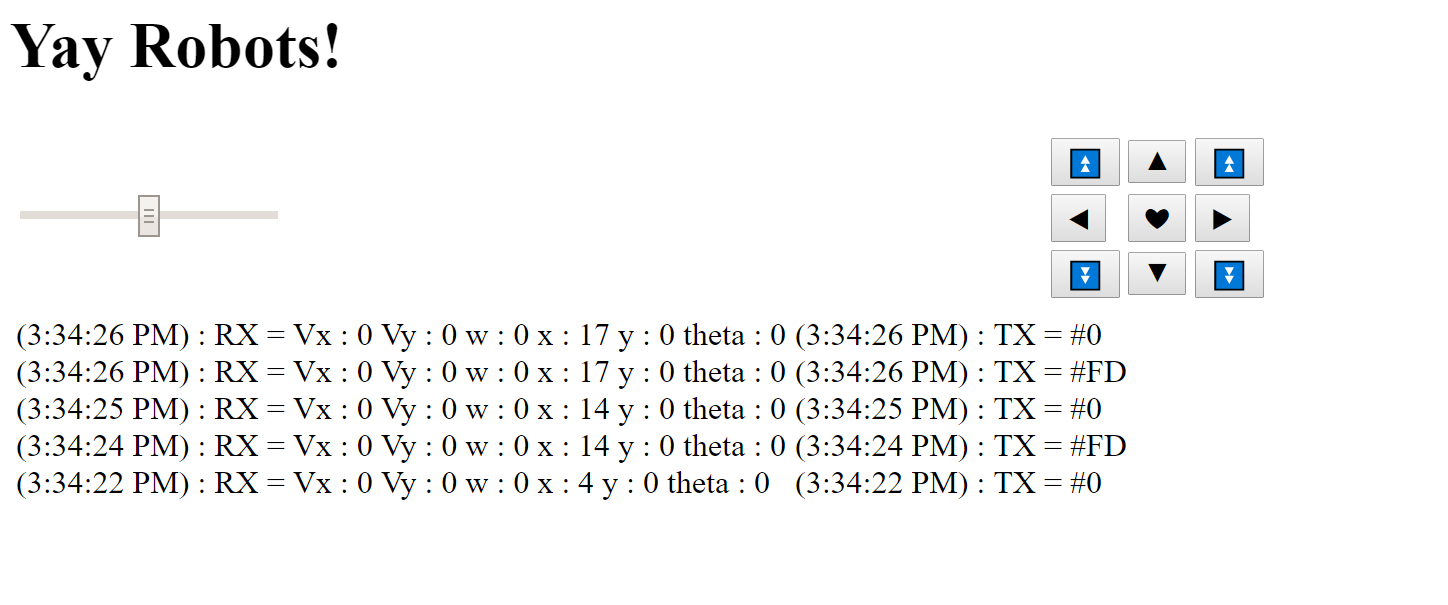 Yay Robots!
(3:34:26 PM) : RX = Vx : 0 Vy : 0 w : 0 x : 17 y : 0 theta : 0 (3:34:26 PM) : TX = #0
(3:34:26 PM) : RX = Vx : 0 Vy : 0 w : 0 x : 17 y : 0 theta : 0 (3:34:26 PM) : TX = #FD
(3:34:25 PM) : RX = Vx : 0 Vy : 0 w : 0 x : 14 y : 0 theta : 0 (3:34:25 PM) : TX = #0
(3:34:24 PM) : RX = Vx : 0 Vy : 0 w : 0 x : 14 y : 0 theta : 0 (3:34:24 PM) : TX = #FD
(3:34:22 PM) : RX = Vx : 0 Vy : 0 w : 0 x : 4 y : 0 theta : 0 (3:34:22 PM) : TX = #0